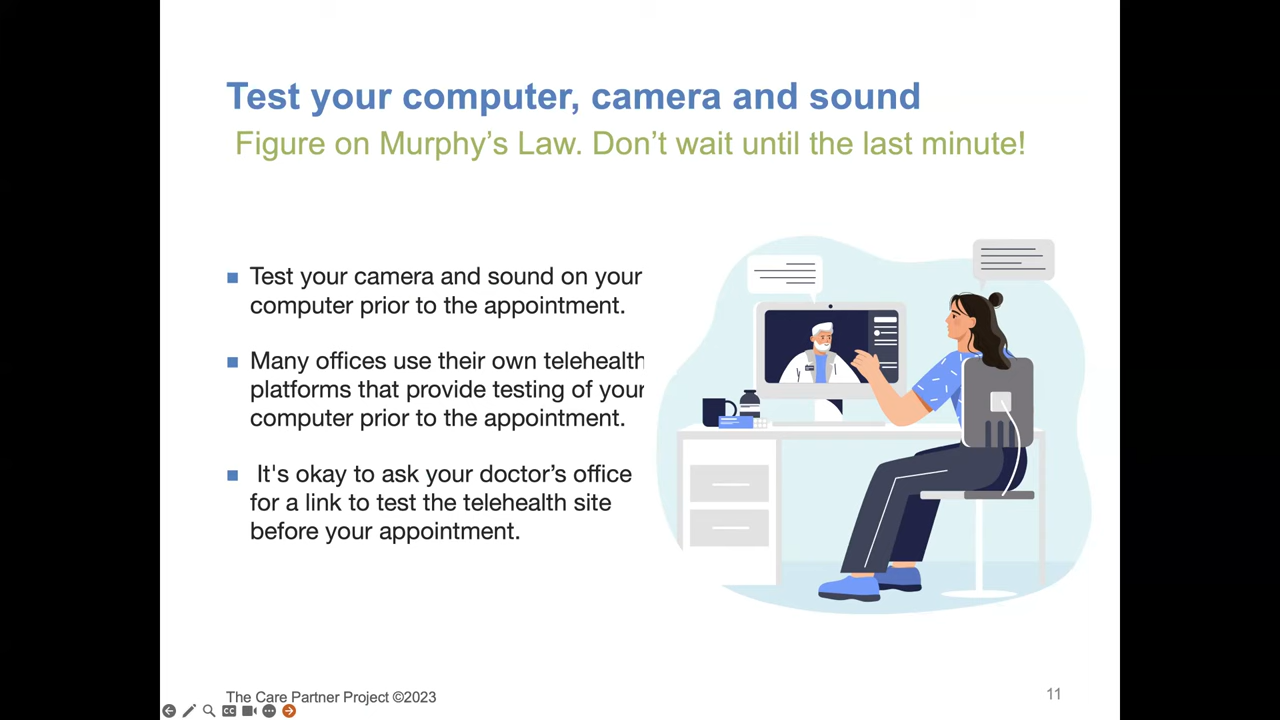 Test your computer, camera and sound
Figure on Murphy’s Law. Don’t wait until the last minute!
Test your camera and sound on your
computer prior to the appointment.
Many offices use their own telehealth
platforms that provide testing of your
computer prior to the appointment.
It's okay to ask your doctor’s office
for a link to test the telehealth site
before your appointment.
The Care Partner Project ©2023
11
CC